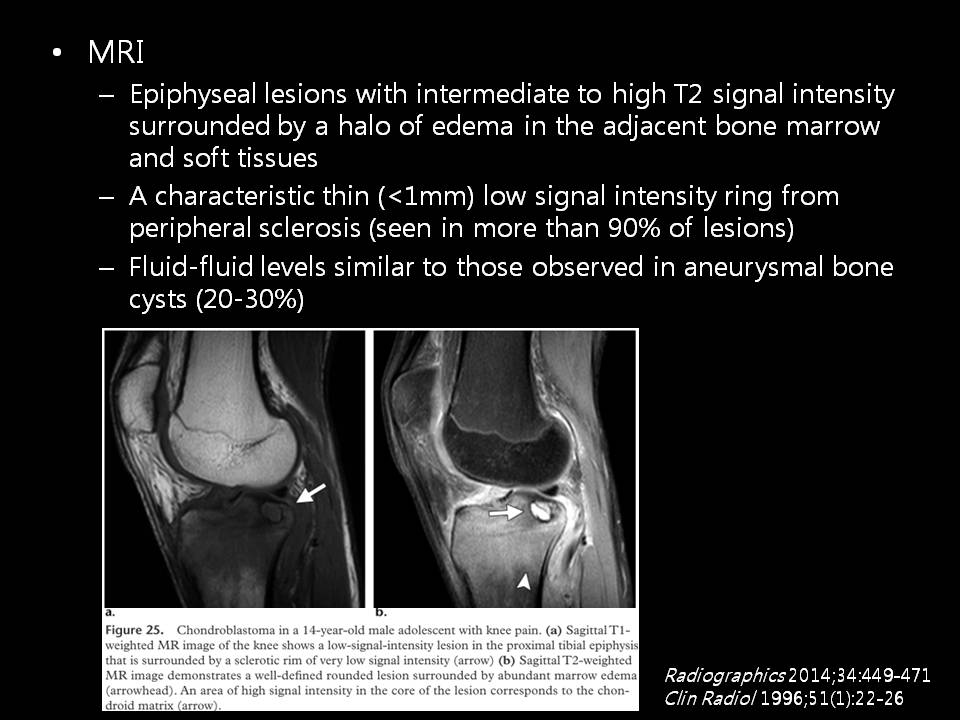 • MRI
– Epiphyseal lesions with intermediate to high T2 signal intensity
surrounded by a halo of edema in the adjacent bone marrow
and soft tissues
– A characteristic thin (<1mm) low signal intensity ring from
peripheral sclerosis (seen in more than 90% of lesions)
– Fluid-fluid levels similar to those observed in aneurysmal bone
cysts (20-30%)
a. b.
Figure 25. Chondroblastoma in a 14-year-old male adolescent with knee pain. (a) Sagittal T1-
weighted MR image of the knee shows a low-signal-intensity lesion in the proximal tibial epiphysis
that is surrounded by a sclerotic rim of very low signal intensity (arrow) (b) Sagittal T2-weighted
MR image demonstrates a well-defined rounded lesion surrounded by abundant marrow edema
(arrowhead). An area of high signal intensity in the core of the lesion corresponds to the chon-
droid matrix (arrow).
Radiographics 2014;34:449-471
Clin Radiol 1996;51(1):22-26